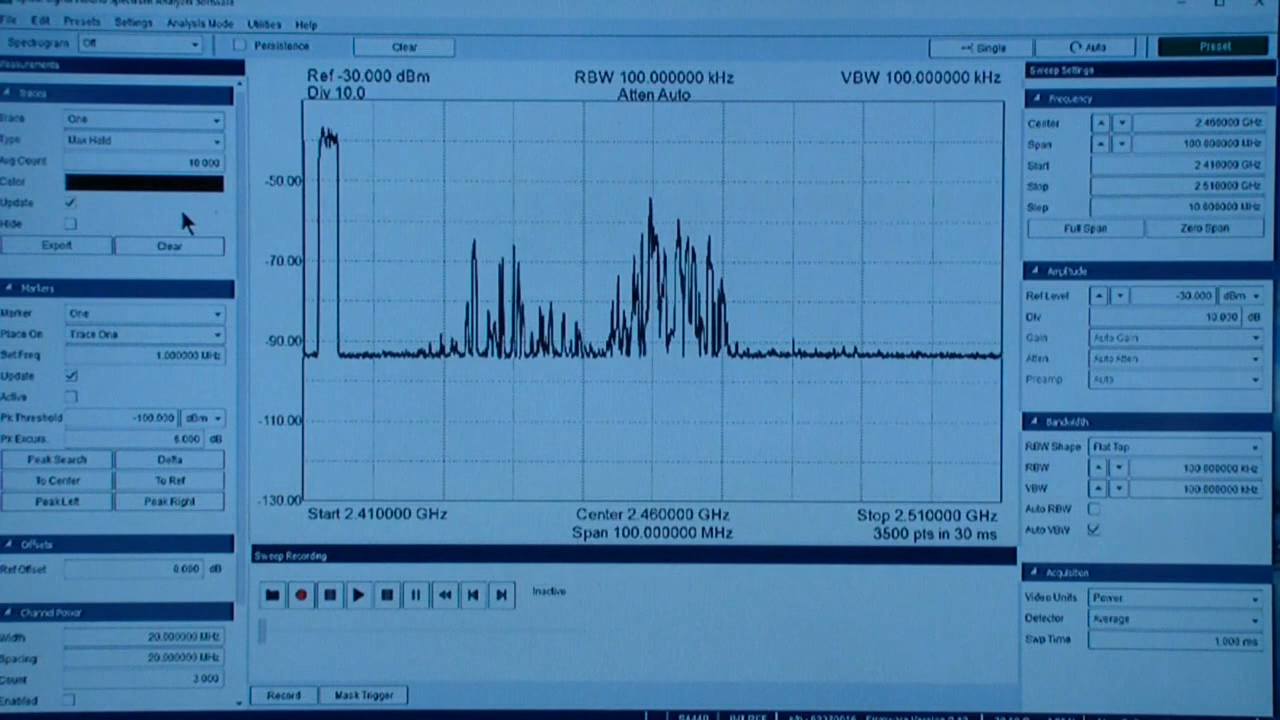 File Edit Presets Settings Analysis Mode Utilities Help
Spectrogram Off Persistence Clear Single Auto Preset
Measurements
Traces
Trace One
Type Max Hold
Avg Count 10.000
Color
Update
Hide
Export Clear
Markers
Marker One
Place On Trace One
Set Freq 1.000000 MHz
Update
Active
Pk Threshold -100.000 dBm
Pk Excurs. 6.000 dB
Peak Search Delta
To Center To Ref
Peak Left Peak Right
Offsets
Ref Offset 0.000 dB
Channel Power
Width 20.000000 MHz
Spacing 20.000000 MHz
Count 3.000
Enabled
Ref -30.000 dBm RBW 100.000000 kHz VBW 100.000000 kHz
Div 10.0 Atten Auto
-50.00
-70.00
-90.00
-110.00
-130.00
Start 2.410000 GHz Center 2.460000 GHz Stop 2.510000 GHz
Span 100.000000 MHz 3500 pts in 30 ms
Sweep Recording
Inactive
Record Mask Trigger
Sweep Settings
Frequency
Center 2.460000 GHz
Span 100.000000 MHz
Start 2.410000 GHz
Stop 2.510000 GHz
Step 10.000000 MHz
Full Span Zero Span
Amplitude
Ref Level -30.000 dBm
Div 10.000 dB
Gain Auto Gain
Atten Auto Atten
Preamp Auto
Bandwidth
RBW Shape Flat Top
RBW 100.000000 kHz
VBW 100.000000 kHz
Auto RBW
Auto VBW
Acquisition
Video Units Power
Detector Average
Swp Time 1.000 ms